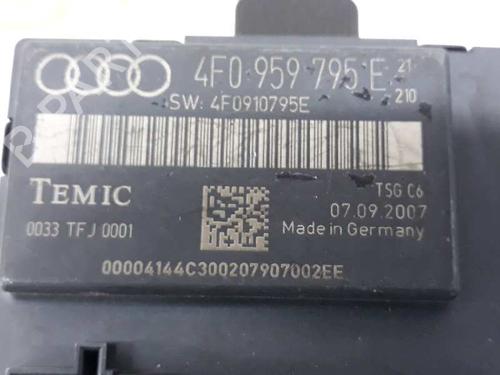 4F0 959 795 E 21
210
SW: 4F0910795E
TEMIC
TSG C6
07.09.2007
0033 TFJ 0001
Made in Germany
00004144C300207907002EE